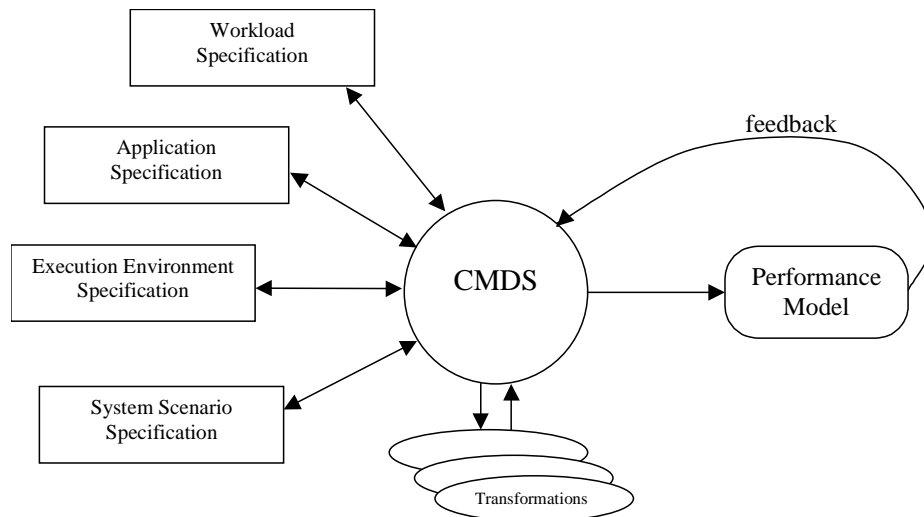 Workload
Specification
Application
Specification
Execution Environment
Specification
System Scenario
Specification
CMDS
feedback
Performance
Model
Transformations